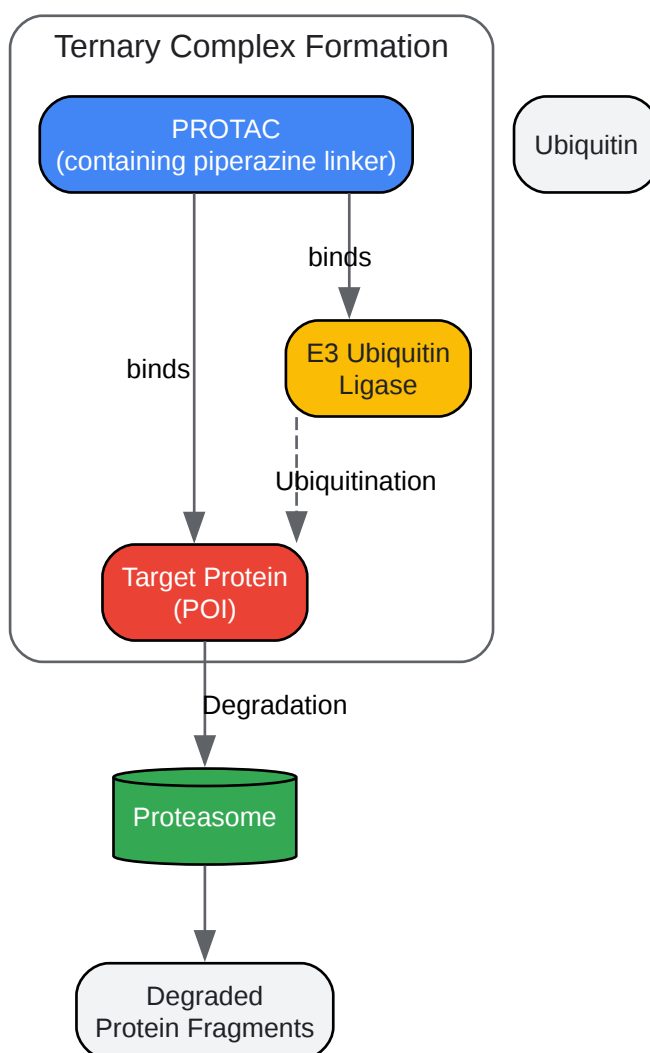 Ternary Complex Formation
PROTAC
(containing piperazine linker)
Ubiquitin
binds
E3 Ubiquitin
Ligase
binds
Ubiquitination
Target Protein
(POI)
Degradation
Proteasome
Degraded
Protein Fragments